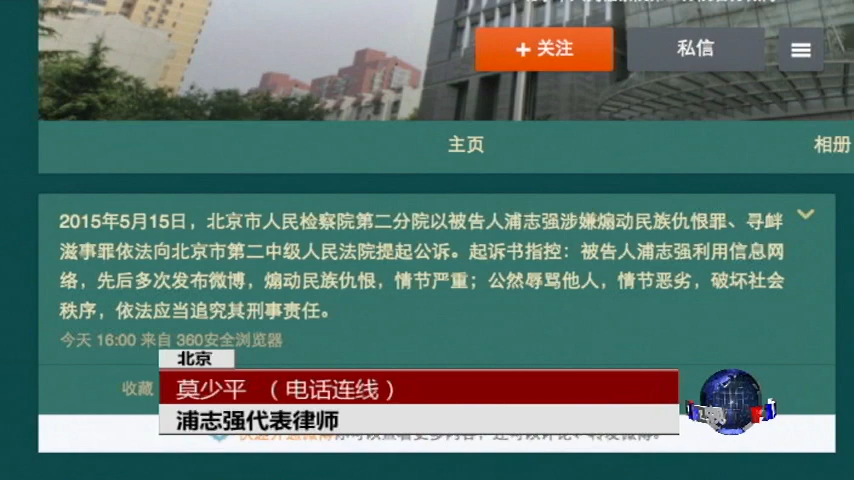 + 关注
私信
主页
相册
2015年5月15日，北京市人民检察院第二分院以被告人浦志强涉嫌煽动民族仇恨罪、寻衅
滋事罪依法向北京市第二中级人民法院提起公诉。起诉书指控：被告人浦志强利用信息网
络，先后多次发布微博，煽动民族仇恨，情节严重；公然辱骂他人，情节恶劣，破坏社会
秩序，依法应当追究其刑事责任。
今天 16:00 来自 360安全浏览器
收藏
北京
莫少平 （电话连线）
浦志强代表律师